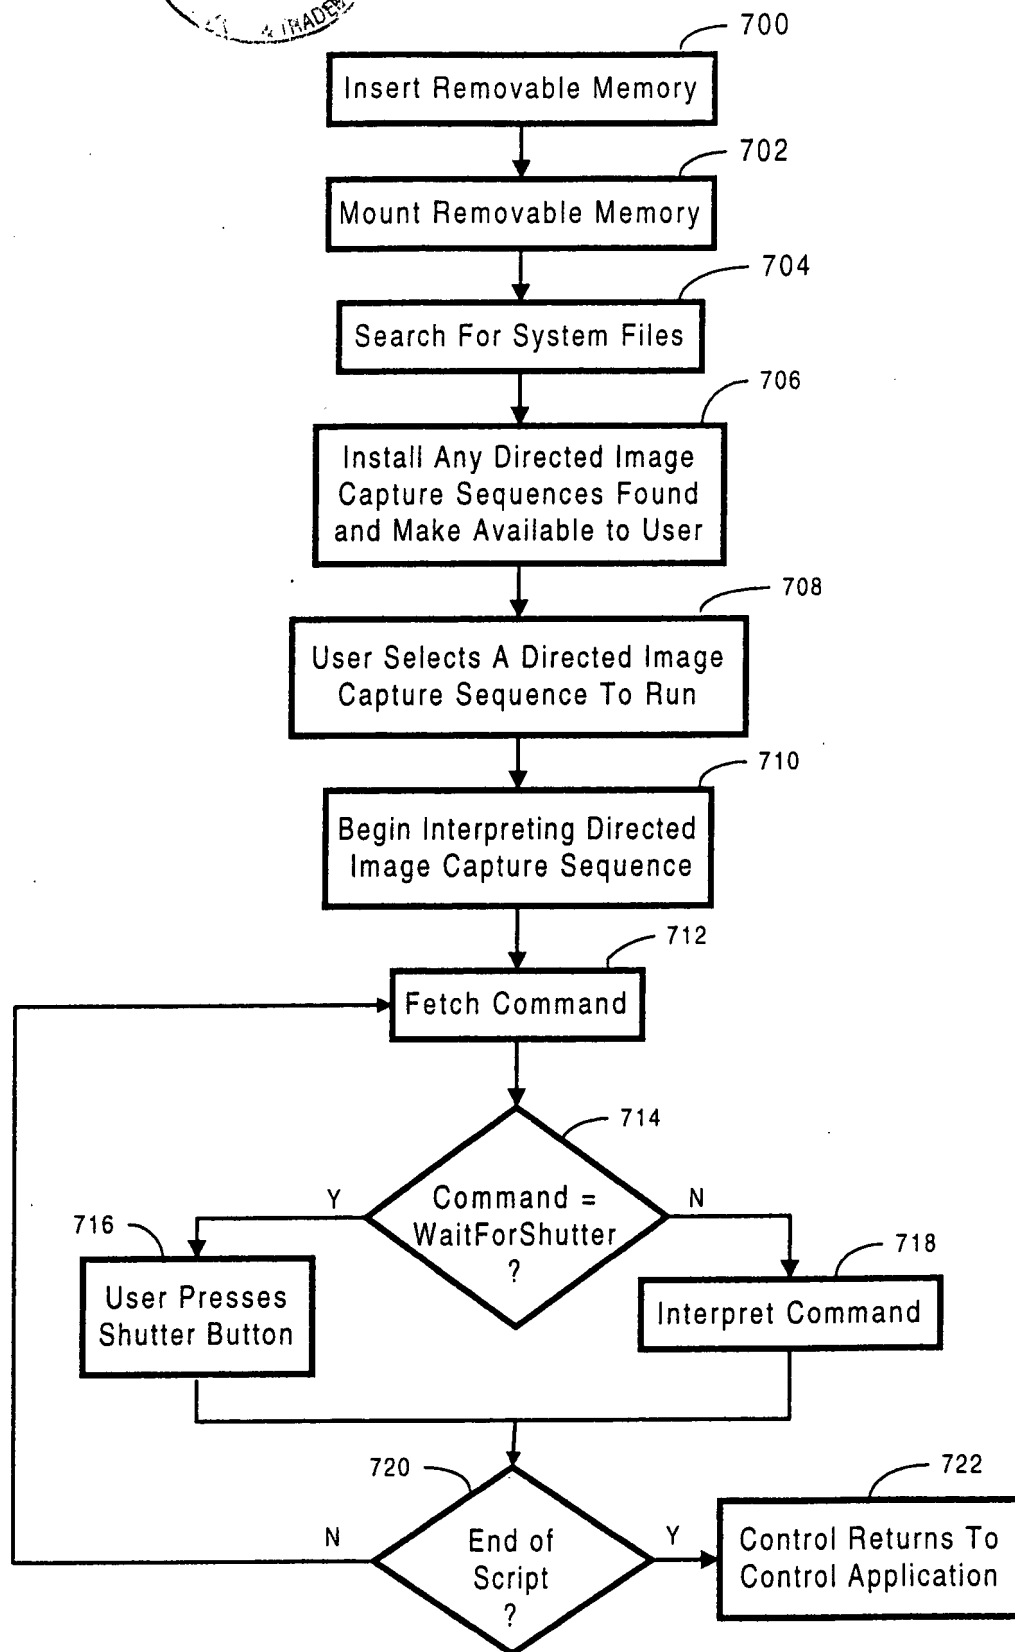 & TRADEM
700
Insert Removable Memory
702
Mount Removable Memory
704
Search For System Files
706
Install Any Directed Image
Capture Sequences Found
and Make Available to User
708
User Selects A Directed Image
Capture Sequence To Run
710
Begin Interpreting Directed
Image Capture Sequence
712
Fetch Command
714
Command =
WaitForShutter
?
Y
N
716
User Presses
Shutter Button
718
Interpret Command
720
End of
Script
?
N
Y
722
Control Returns To
Control Application